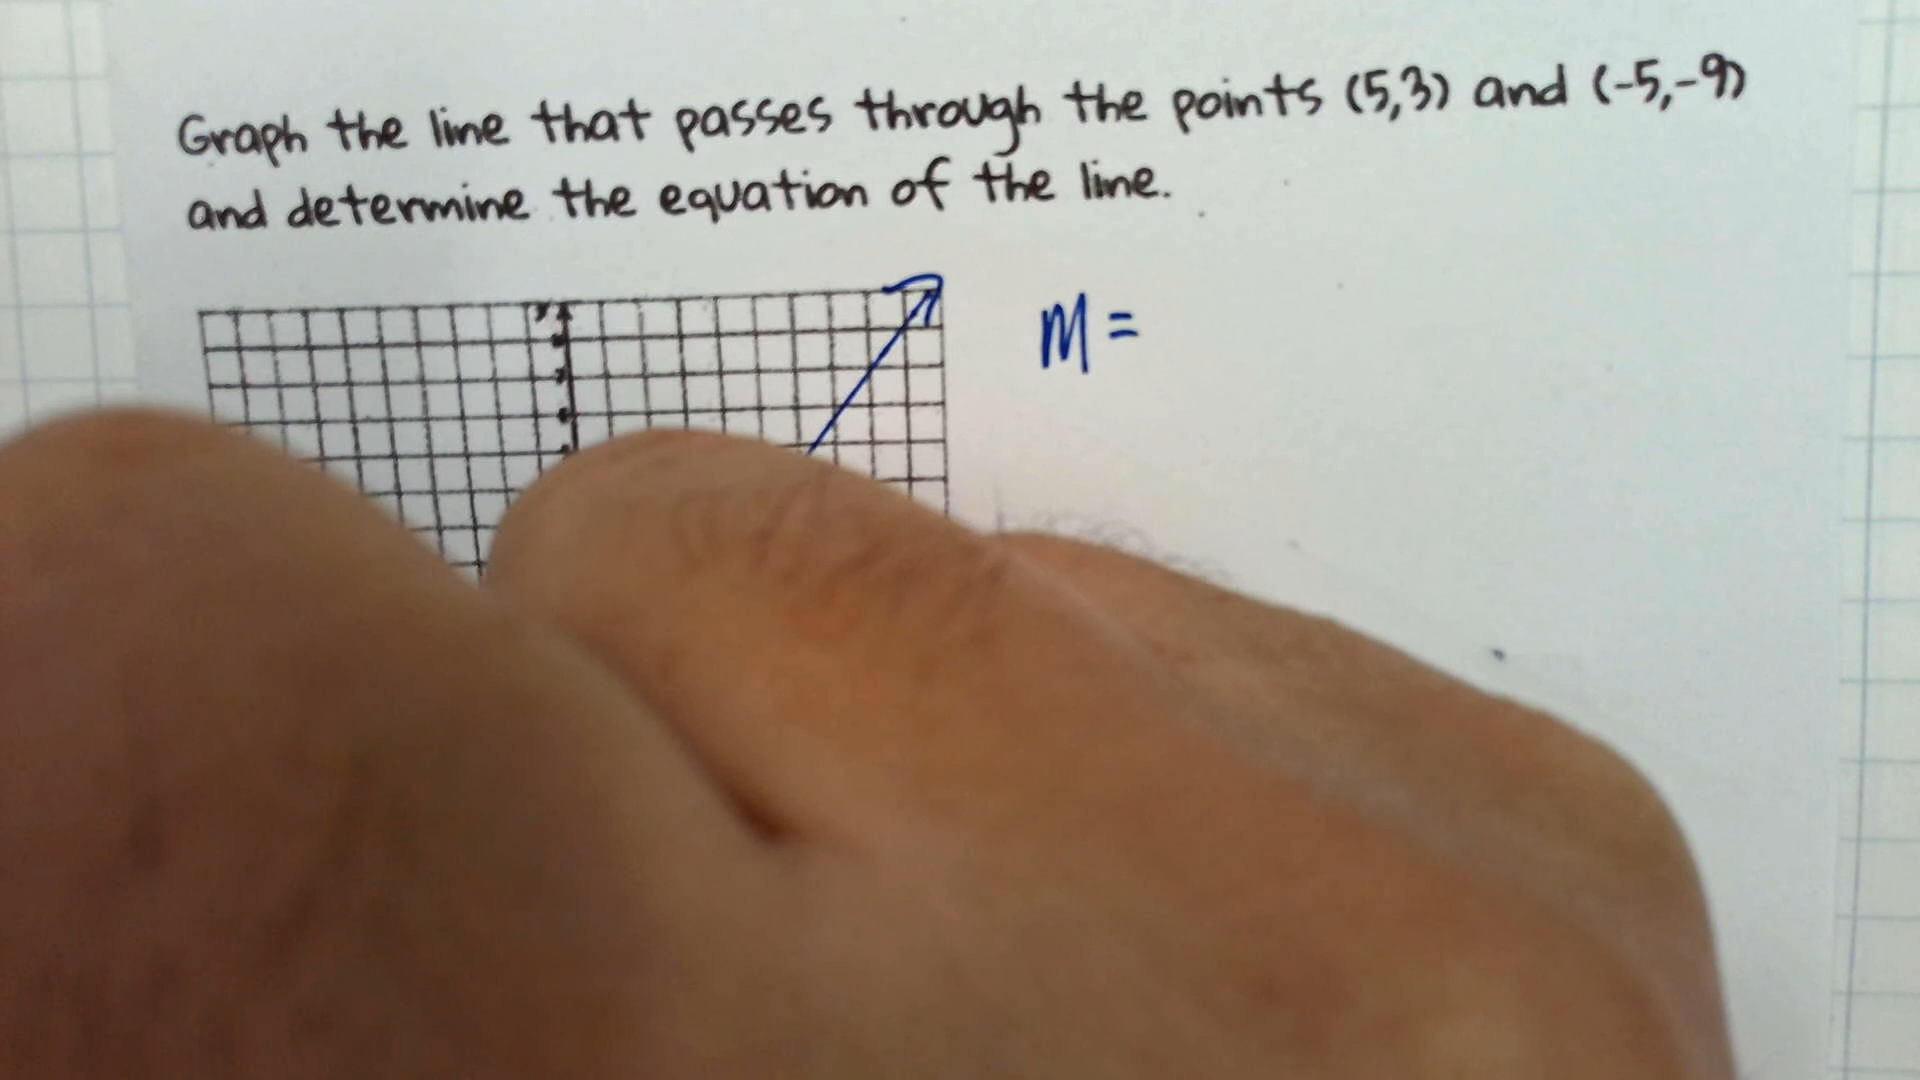 Graph the line that passes through the points (5,3) and (-5,-9)
and determine the equation of the line.
y
M =